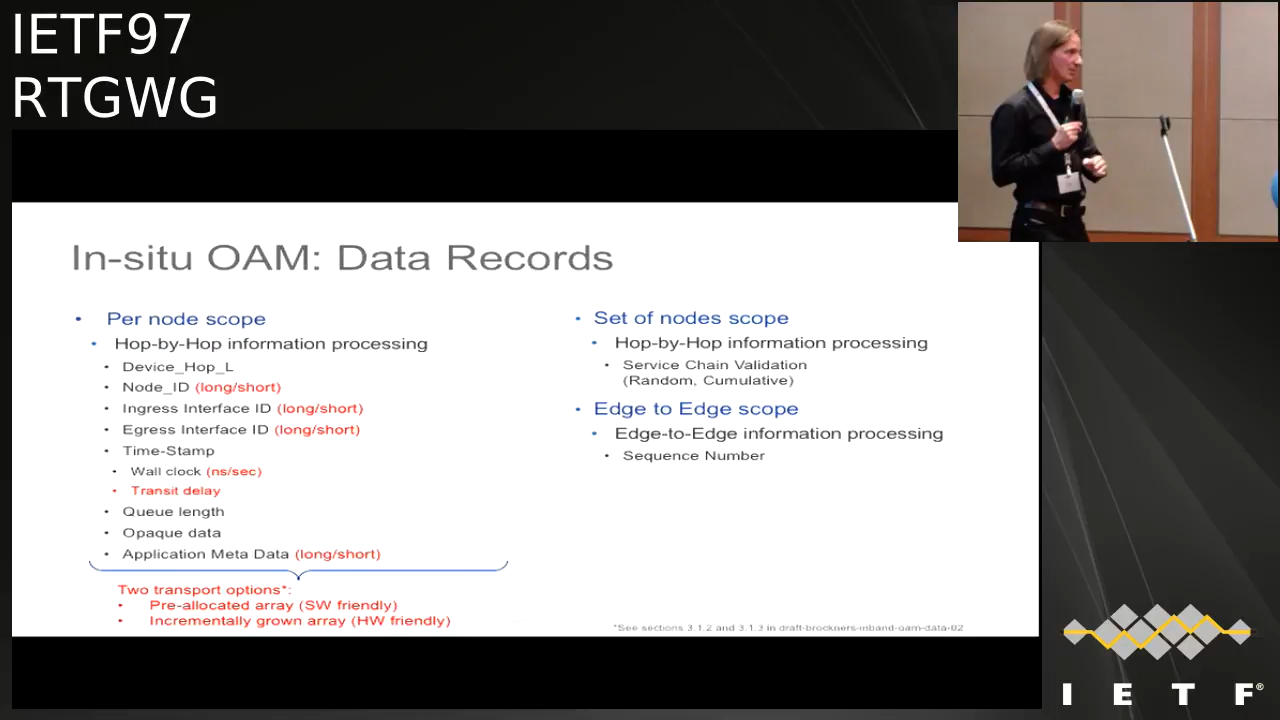 IETF97
RTGWG
In-situ OAM: Data Records
• Per node scope
• Hop-by-Hop information processing
• Device_Hop_L
• Node_ID (long/short)
• Ingress Interface ID (long/short)
• Egress Interface ID (long/short)
• Time-Stamp
• Wall clock (ns/sec)
• Transit delay
• Queue length
• Opaque data
• Application Meta Data (long/short)
Two transport options*:
• Pre-allocated array (SW friendly)
• Incrementally grown array (HW friendly)
• Set of nodes scope
• Hop-by-Hop information processing
• Service Chain Validation
(Random, Cumulative)
• Edge to Edge scope
• Edge-to-Edge information processing
• Sequence Number
*See sections 3.1.2 and 3.1.3 in draft-brockners-inband-oam-data-02
I E T F®